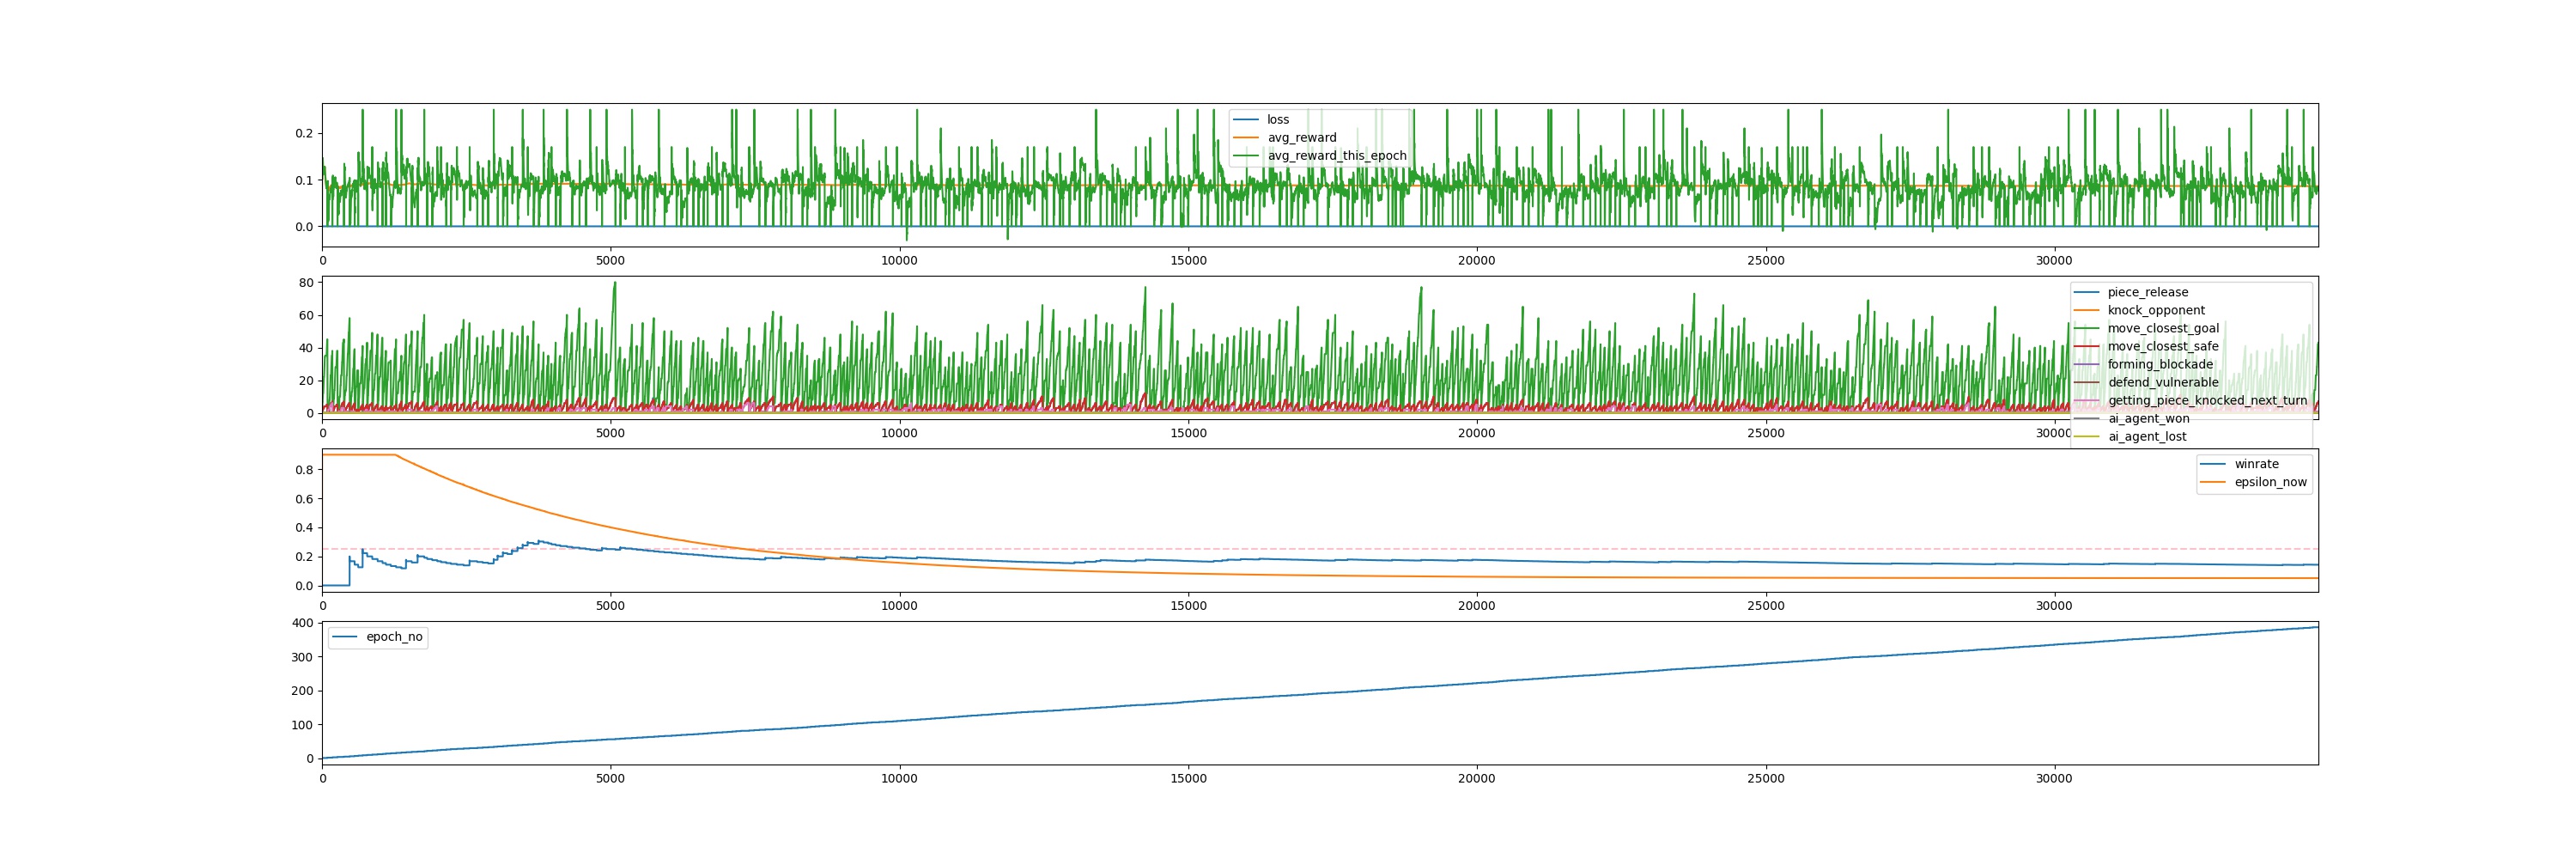 0.2
0.1
0.0
loss
avg_reward
avg_reward_this_epoch
0 5000 10000 15000 20000 25000 30000
80
60
40
20
0
piece_release
knock_opponent
move_closest_goal
move_closest_safe
forming_blockade
defend_vulnerable
getting_piece_knocked_next_turn
ai_agent_won
ai_agent_lost
0 5000 10000 15000 20000 25000 30000
0.8
0.6
0.4
0.2
0.0
winrate
epsilon_now
0 5000 10000 15000 20000 25000 30000
400
300
200
100
0
epoch_no
0 5000 10000 15000 20000 25000 30000